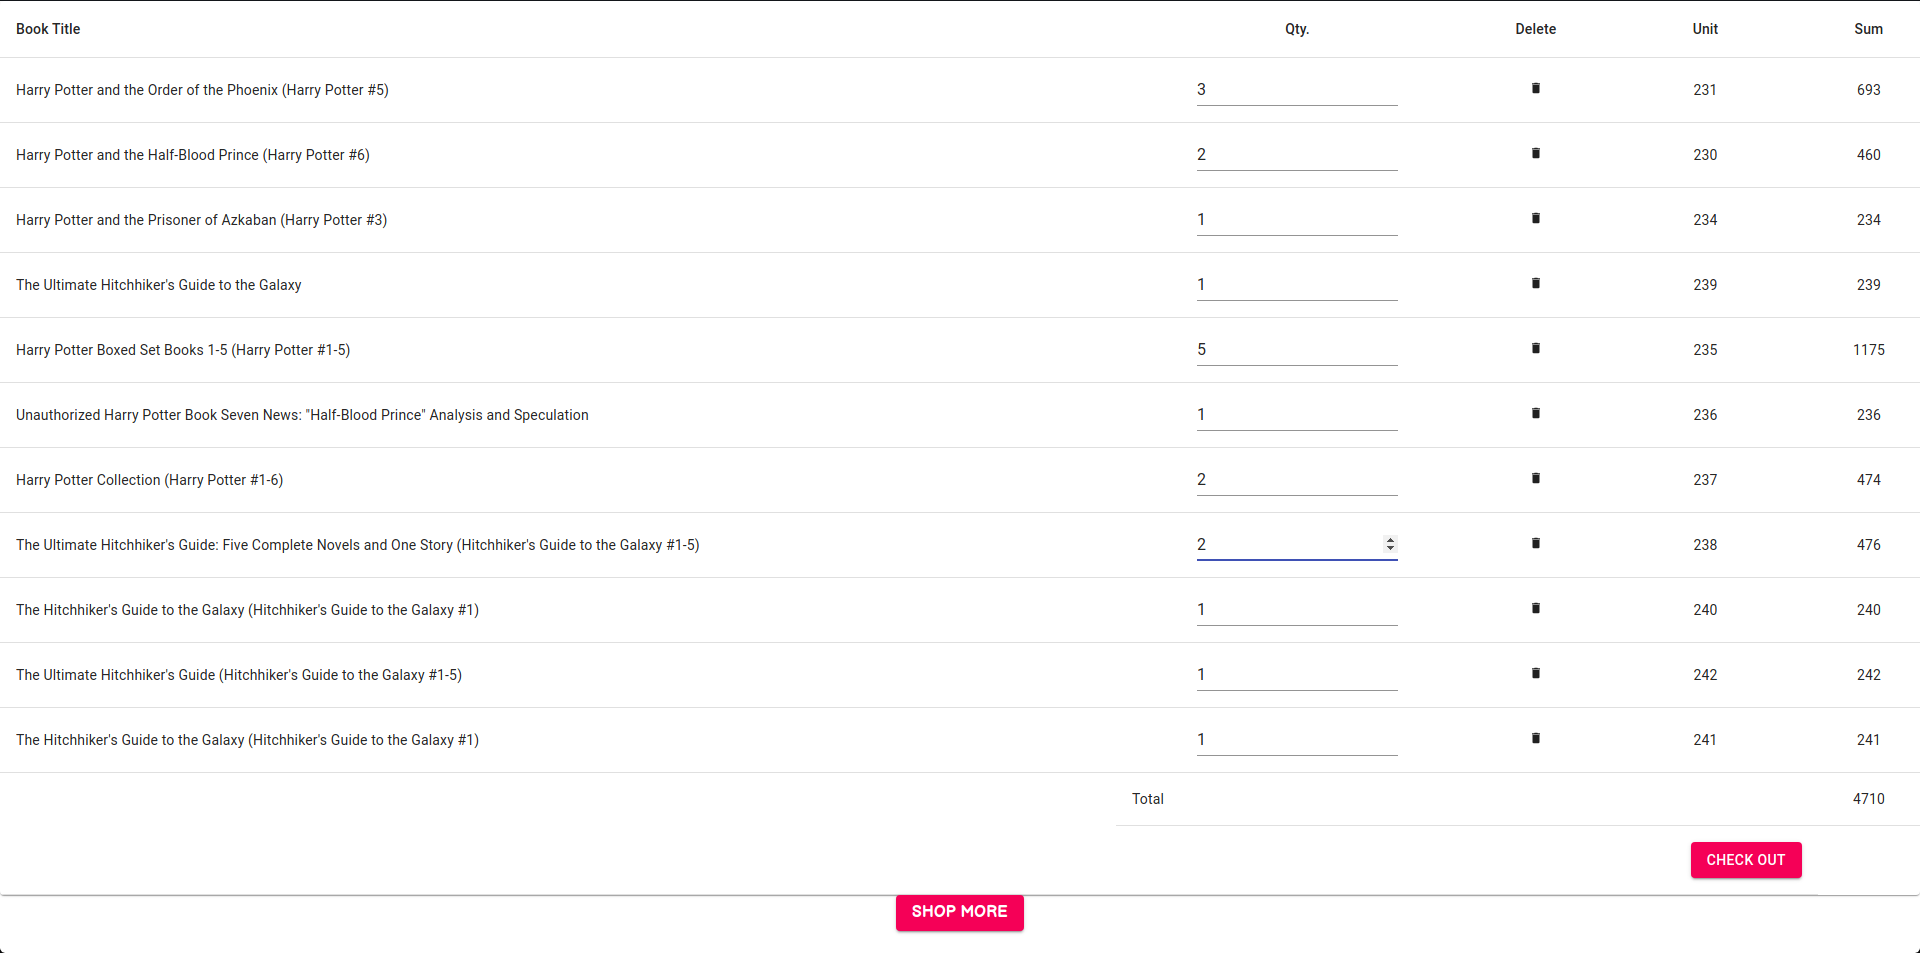 Book Title Qty. Delete Unit Sum
Harry Potter and the Order of the Phoenix (Harry Potter #5) 3 231 693
Harry Potter and the Half-Blood Prince (Harry Potter #6) 2 230 460
Harry Potter and the Prisoner of Azkaban (Harry Potter #3) 1 234 234
The Ultimate Hitchhiker's Guide to the Galaxy 1 239 239
Harry Potter Boxed Set Books 1-5 (Harry Potter #1-5) 5 235 1175
Unauthorized Harry Potter Book Seven News: "Half-Blood Prince" Analysis and Speculation 1 236 236
Harry Potter Collection (Harry Potter #1-6) 2 237 474
The Ultimate Hitchhiker's Guide: Five Complete Novels and One Story (Hitchhiker's Guide to the Galaxy #1-5) 2 238 476
The Hitchhiker's Guide to the Galaxy (Hitchhiker's Guide to the Galaxy #1) 1 240 240
The Ultimate Hitchhiker's Guide (Hitchhiker's Guide to the Galaxy #1-5) 1 242 242
The Hitchhiker's Guide to the Galaxy (Hitchhiker's Guide to the Galaxy #1) 1 241 241
Total 4710
CHECK OUT
SHOP MORE